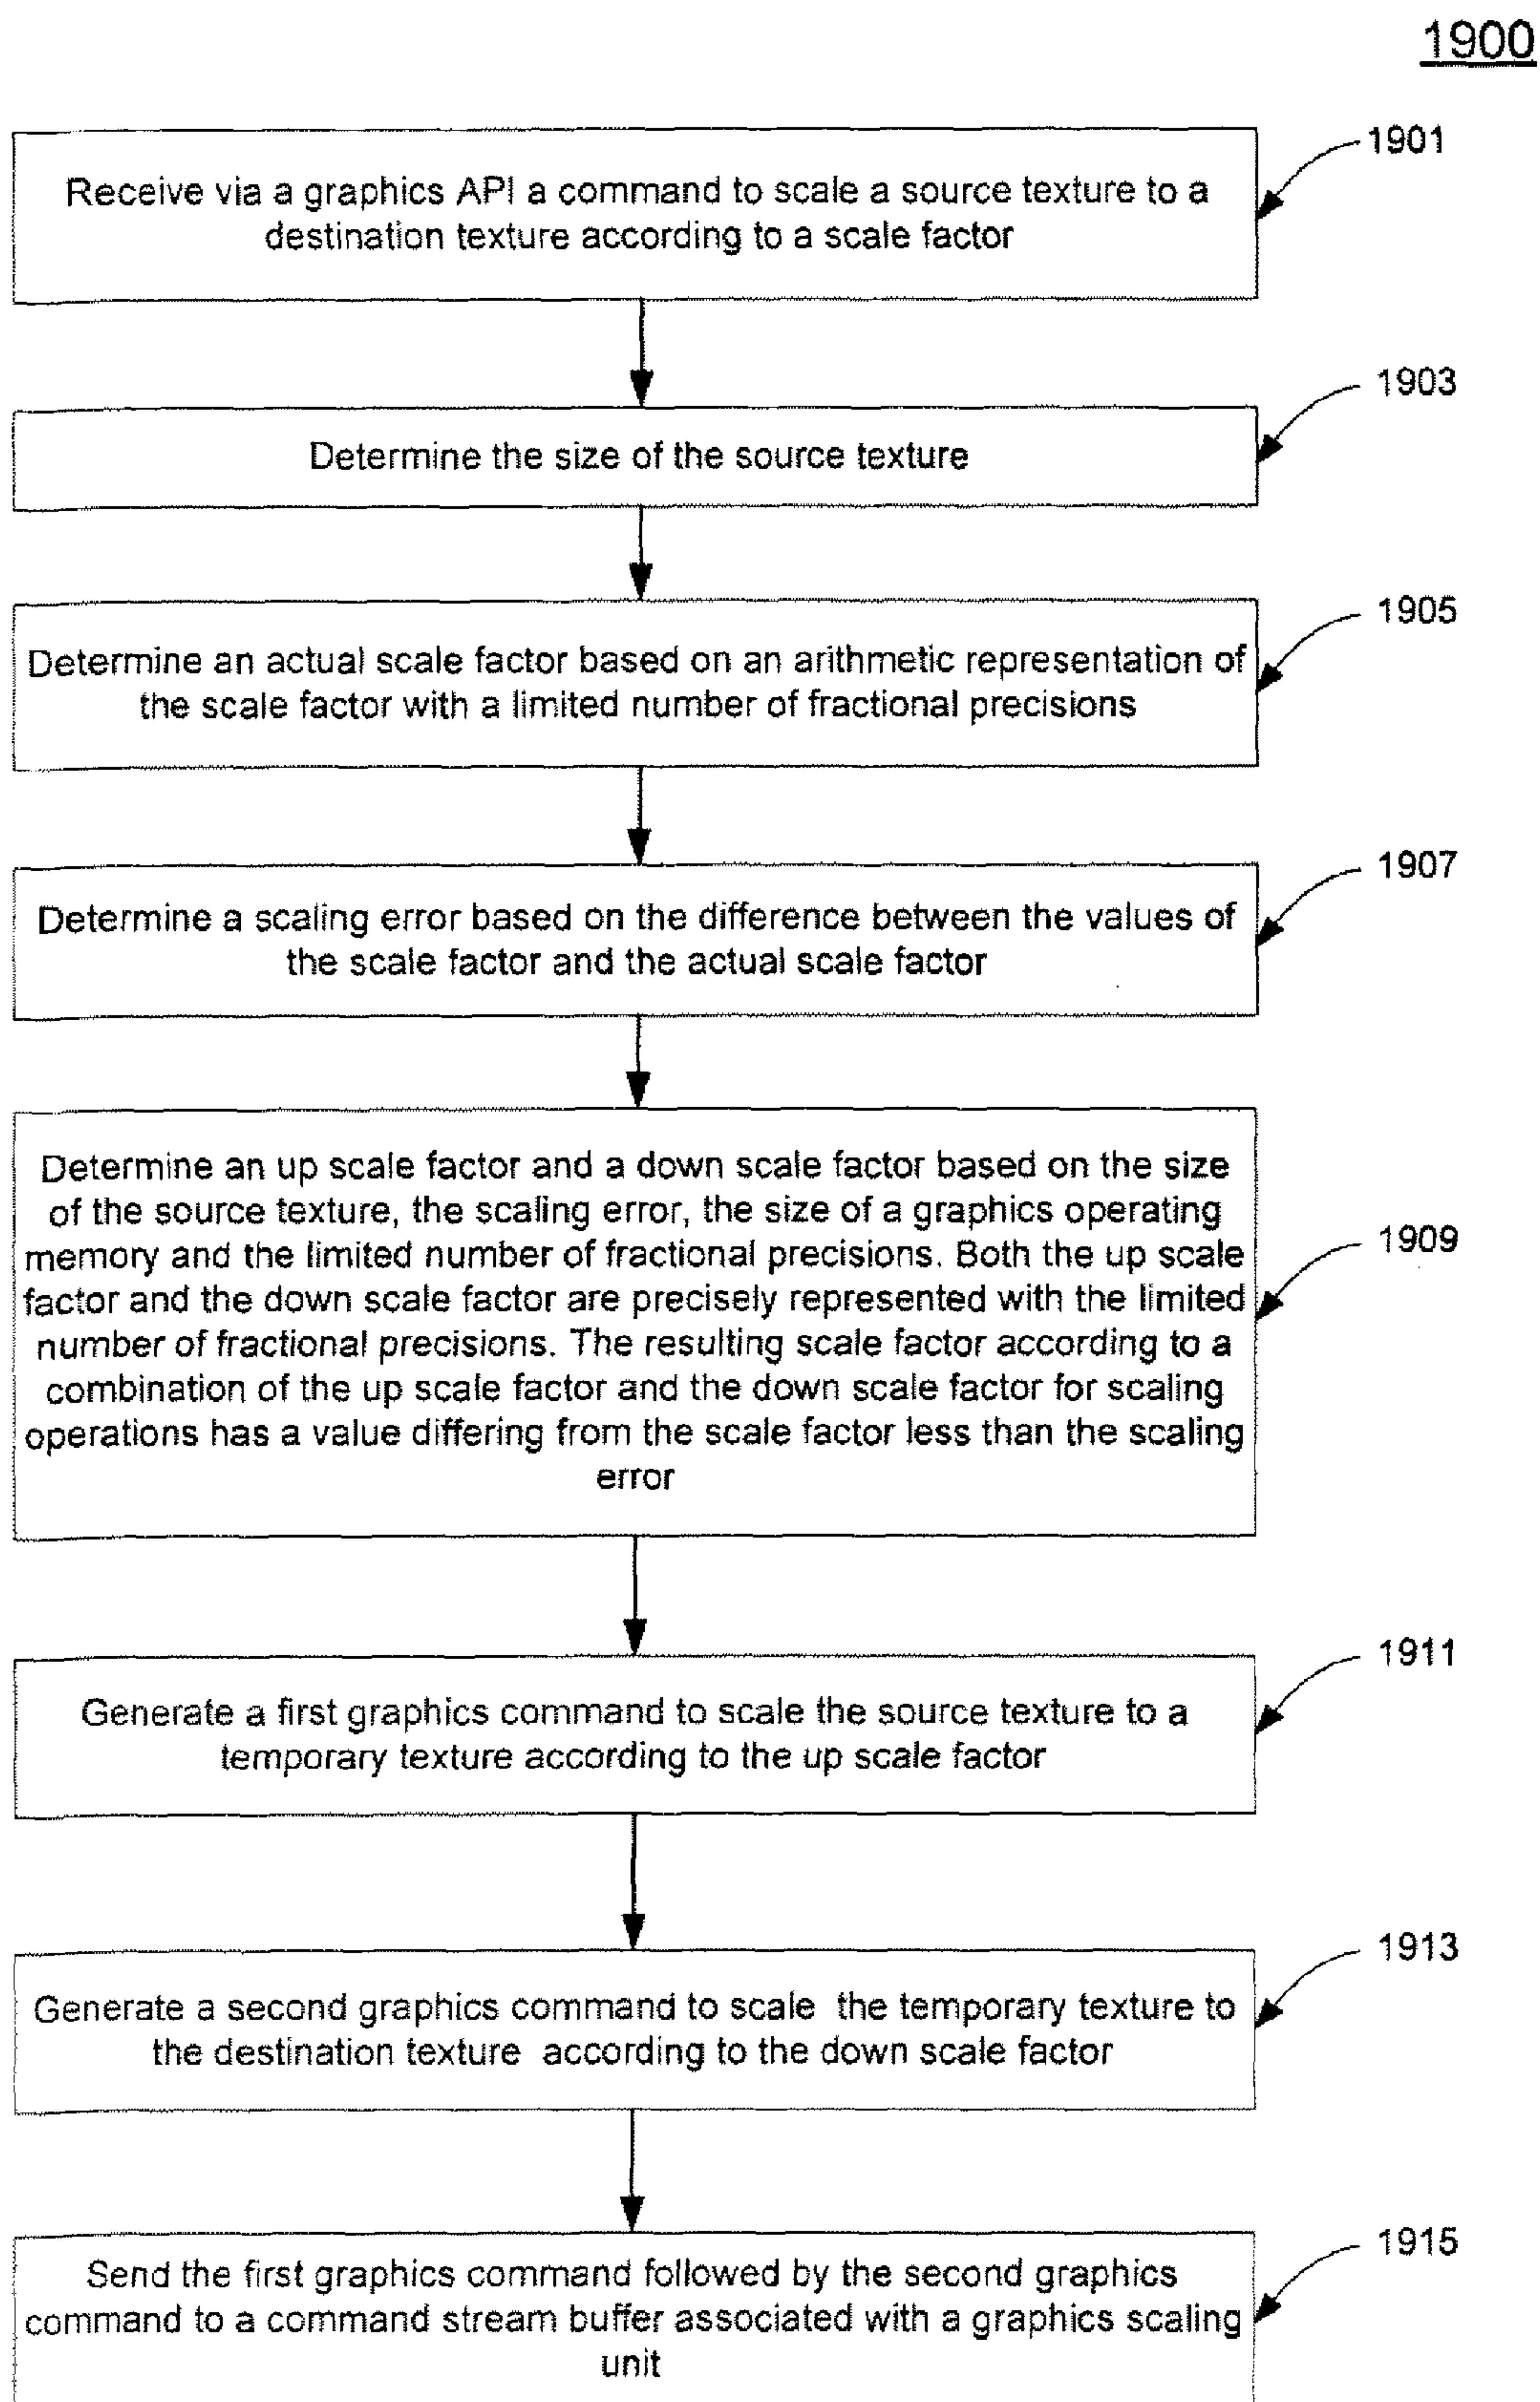 1900
1901
Receive via a graphics API a command to scale a source texture to a
destination texture according to a scale factor
1903
Determine the size of the source texture
1905
Determine an actual scale factor based on an arithmetic representation of
the scale factor with a limited number of fractional precisions
1907
Determine a scaling error based on the difference between the values of
the scale factor and the actual scale factor
1909
Determine an up scale factor and a down scale factor based on the size
of the source texture, the scaling error, the size of a graphics operating
memory and the limited number of fractional precisions. Both the up scale
factor and the down scale factor are precisely represented with the limited
number of fractional precisions. The resulting scale factor according to a
combination of the up scale factor and the down scale factor for scaling
operations has a value differing from the scale factor less than the scaling
error
1911
Generate a first graphics command to scale the source texture to a
temporary texture according to the up scale factor
1913
Generate a second graphics command to scale the temporary texture to
the destination texture according to the down scale factor
1915
Send the first graphics command followed by the second graphics
command to a command stream buffer associated with a graphics scaling
unit